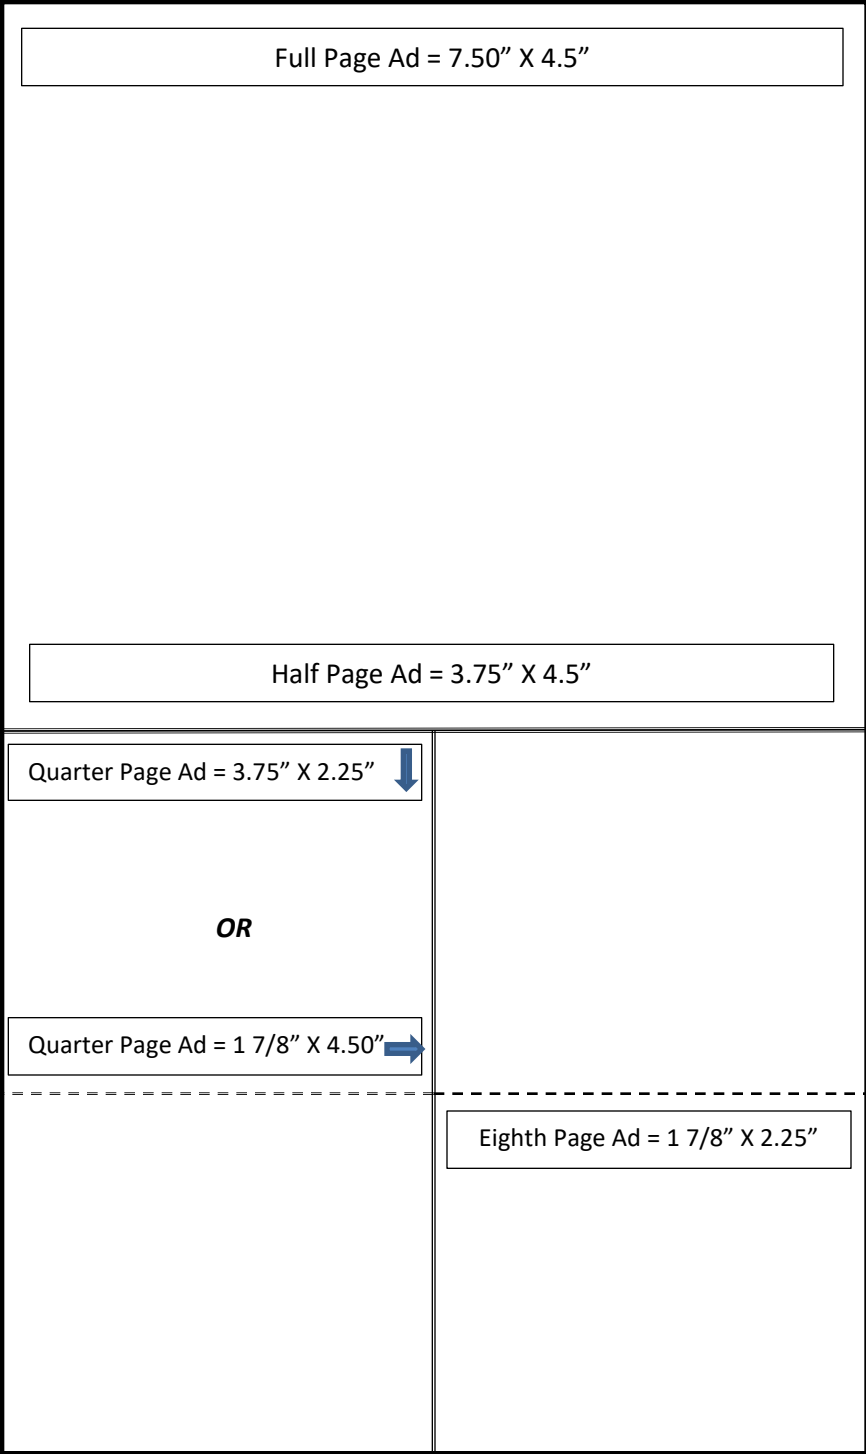 Full Page Ad = 7.50” X 4.5”
Half Page Ad = 3.75” X 4.5”
Quarter Page Ad = 3.75” X 2.25”
OR
Quarter Page Ad = 1 7/8” X 4.50”
Eighth Page Ad = 1 7/8” X 2.25”